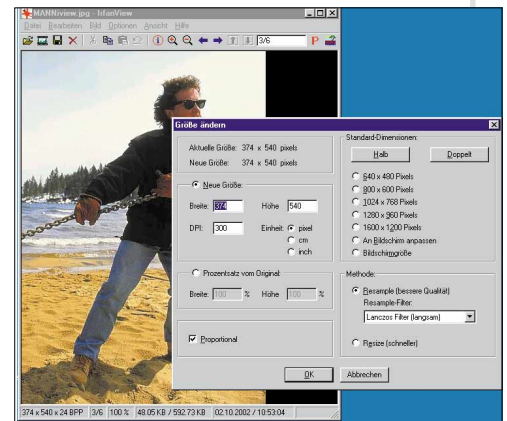 MANNiview.jpg - IrfanView
Datei Bearbeiten Bild Optionen Ansicht Hilfe
3/6
Größe ändern
Aktuelle Größe: 374 x 540 pixels
Neue Größe: 374 x 540 pixels
Neue Größe:
Breite: 374 Höhe 540
DPI: 300 Einheit: pixel
cm
inch
Prozentsatz vom Original:
Breite: 100 % Höhe 100 %
Proportional
Standard-Dimensionen:
Halb Doppelt
640 x 480 Pixels
800 x 600 Pixels
1024 x 768 Pixels
1280 x 960 Pixels
1600 x 1200 Pixels
An Bildschirm anpassen
Bildschirmgröße
Methode:
Resample (bessere Qualität)
Resample-Filter:
Lanczos Filter (langsam)
Resize (schneller)
OK Abbrechen
374 x 540 x 24 BPP 3/6 100 % 48.05 KB / 592.73 KB 02.10.2002 / 10:53:04